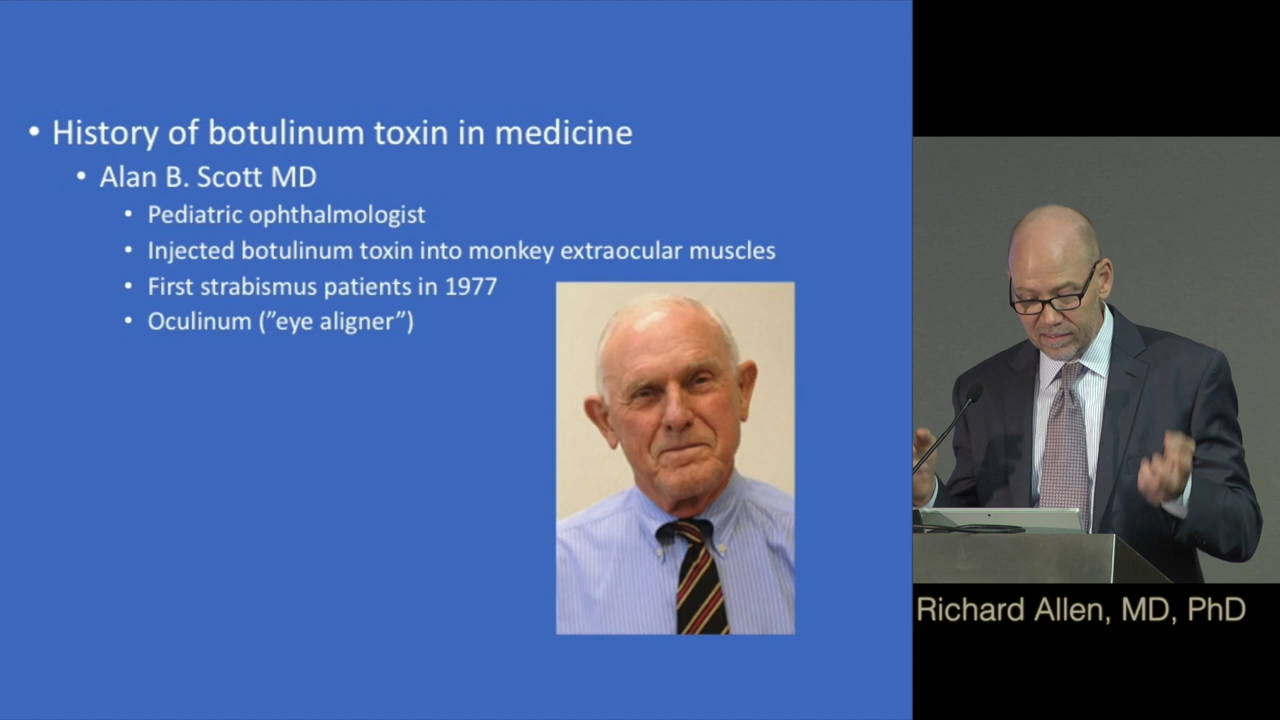 • History of botulinum toxin in medicine
• Alan B. Scott MD
• Pediatric ophthalmologist
• Injected botulinum toxin into monkey extraocular muscles
• First strabismus patients in 1977
• Oculinum (”eye aligner”)
Richard Allen, MD, PhD